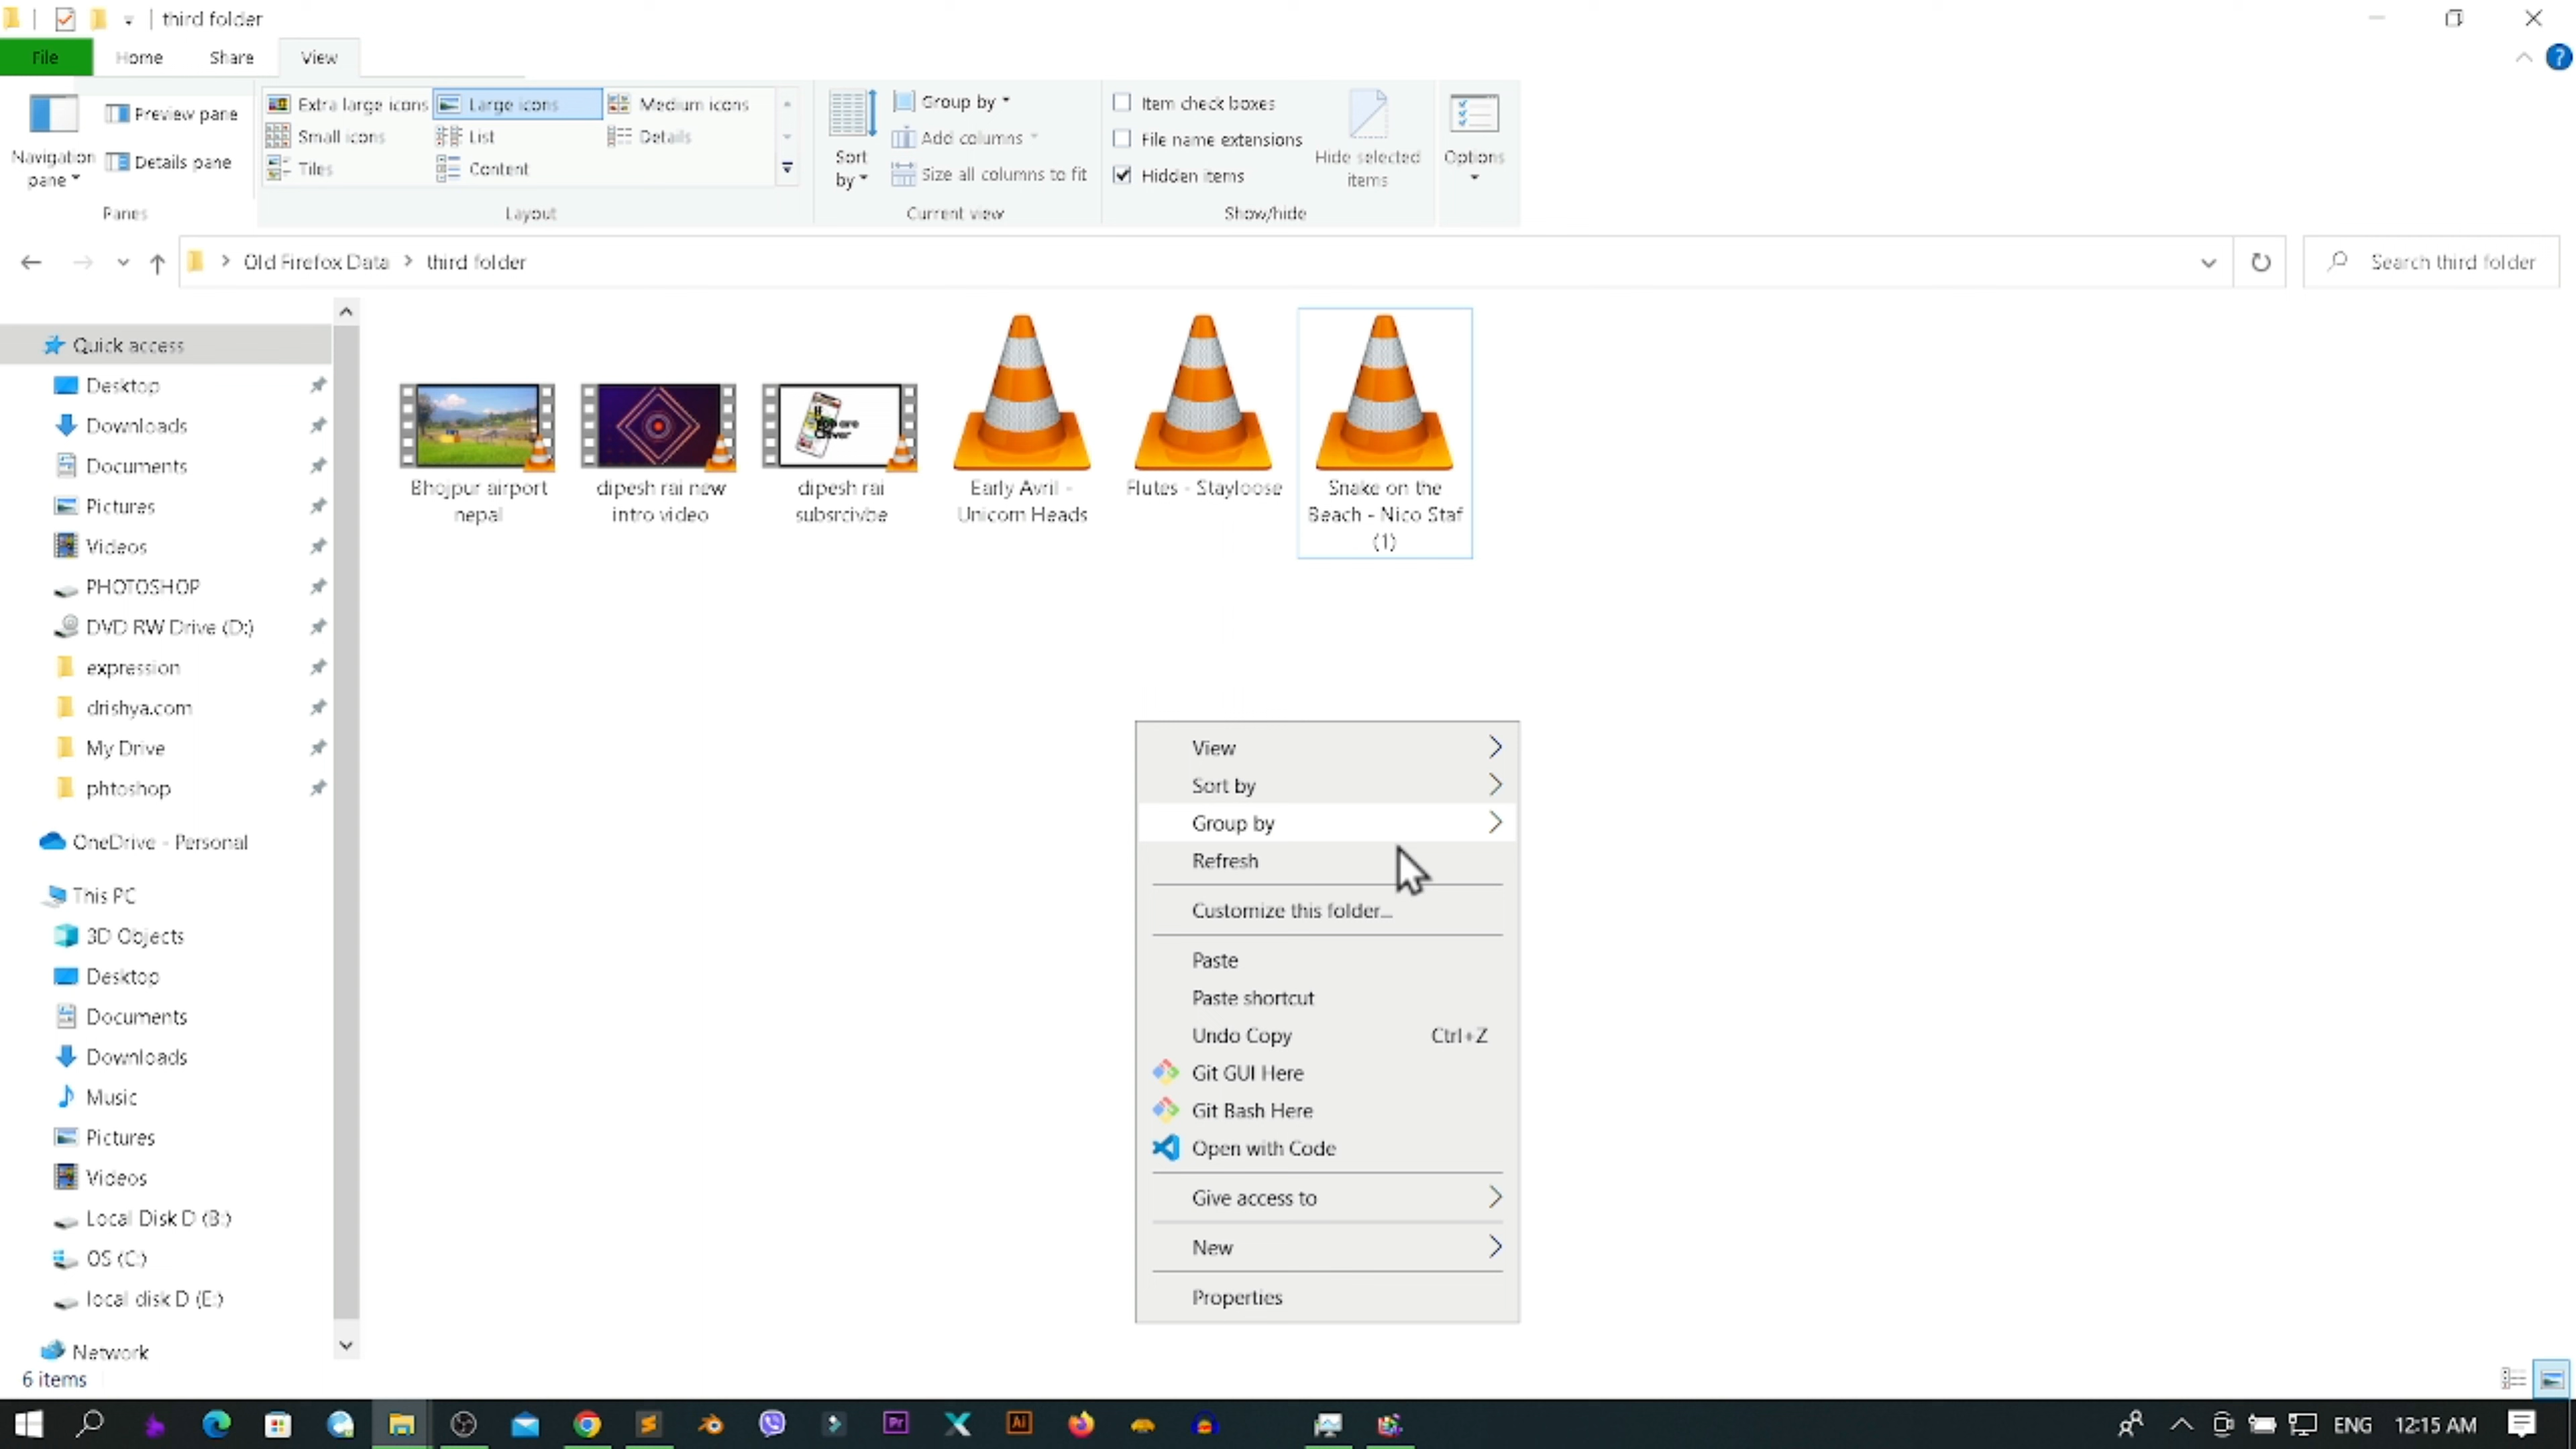 third folder
File
Home
Share
View
Navigation
pane
Preview pane
Details pane
Panes
Extra large icons
Large icons
Medium icons
Small icons
List
Details
Tiles
Content
Layout
Sort
by
Group by
Add columns
Size all columns to fit
Current view
Item check boxes
File name extensions
Hidden items
Hide selected
items
Show/hide
Options
Old Firefox Data
third folder
Search third folder
Quick access
Desktop
Downloads
Documents
Pictures
Videos
PHOTOSHOP
DVD RW Drive (D:)
expression
drishya.com
My Drive
phtoshop
OneDrive - Personal
This PC
3D Objects
Desktop
Documents
Downloads
Music
Pictures
Videos
Local Disk D (B:)
OS (C:)
local disk D (E:)
Network
6 items
Bhojpur airport
nepal
dipesh rai new
intro video
dipesh rai
subsrcivbe
Early Avril -
Unicorn Heads
Flutes - Stayloose
Snake on the
Beach - Nico Staf
(1)
View
Sort by
Group by
Refresh
Customize this folder...
Paste
Paste shortcut
Undo Copy Ctrl+Z
Git GUI Here
Git Bash Here
Open with Code
Give access to
New
Properties
Pr
Ai
ENG
12:15 AM